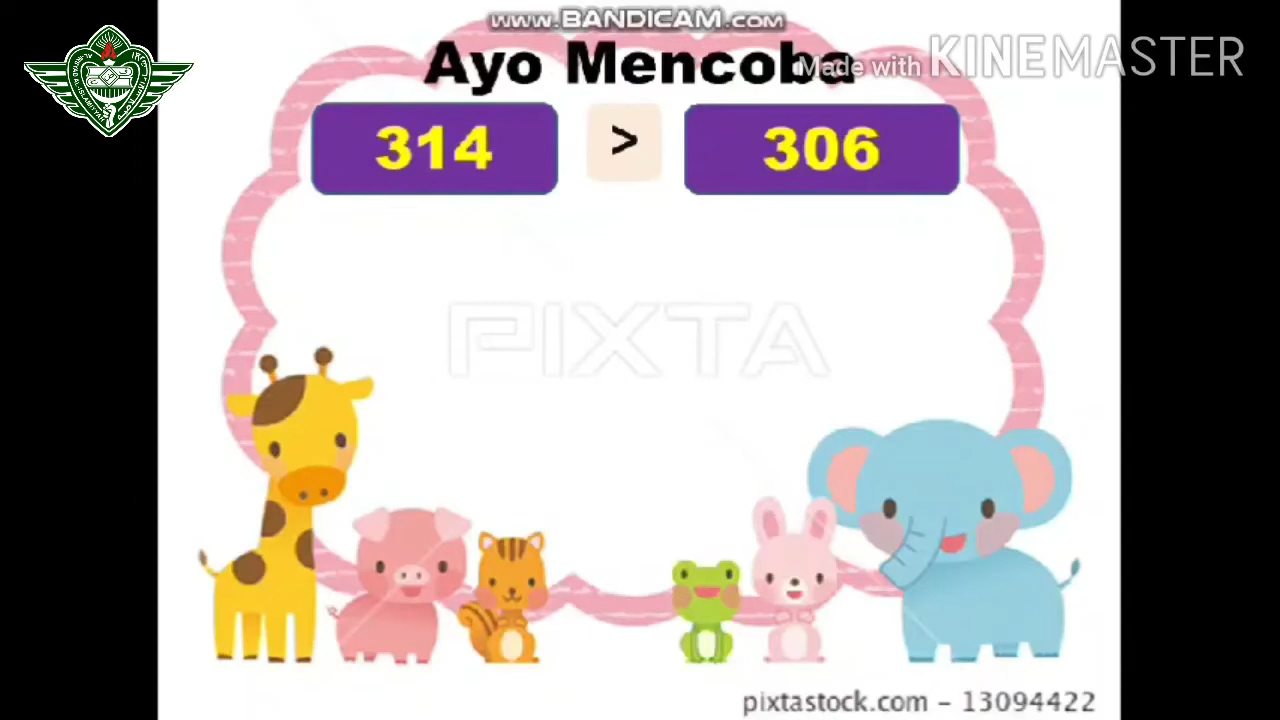 www.BANDICAM.com
Ayo Mencoba
Made with KINEMASTER
314 > 306
PIXTA
pixtastock.com - 13094422